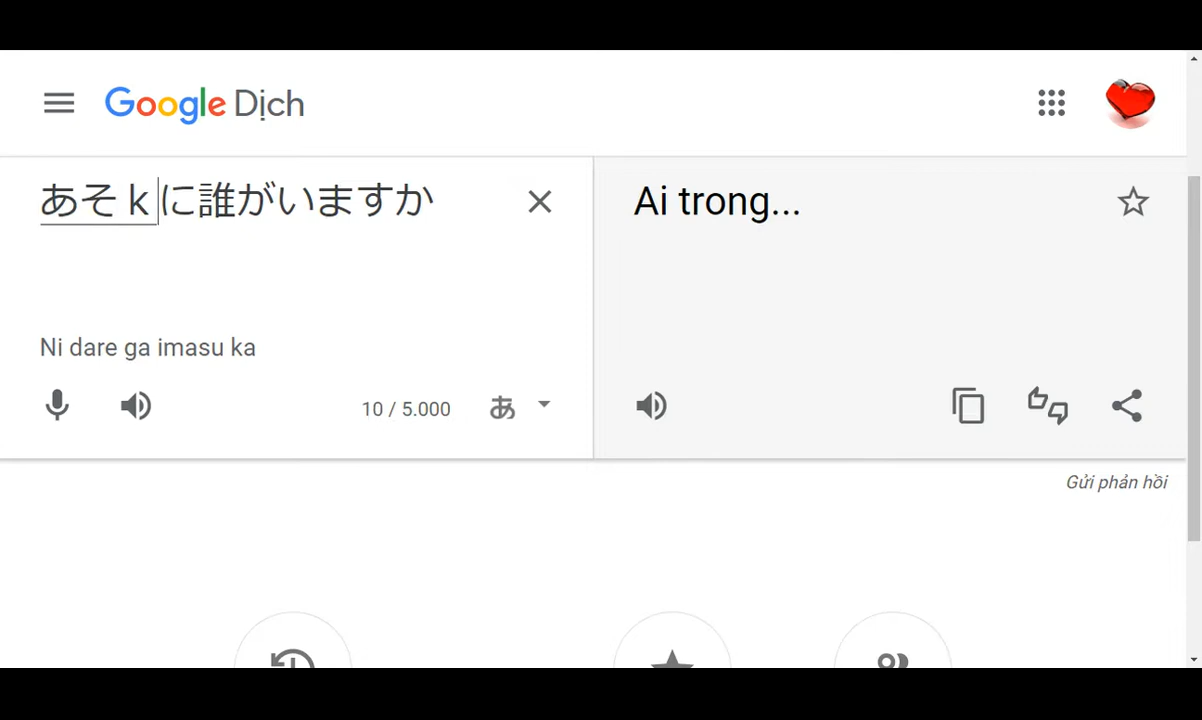 Google Dịch
あそｋに誰がいますか
Ai trong...
Ni dare ga imasu ka
10 / 5.000
あ
Gửi phản hồi